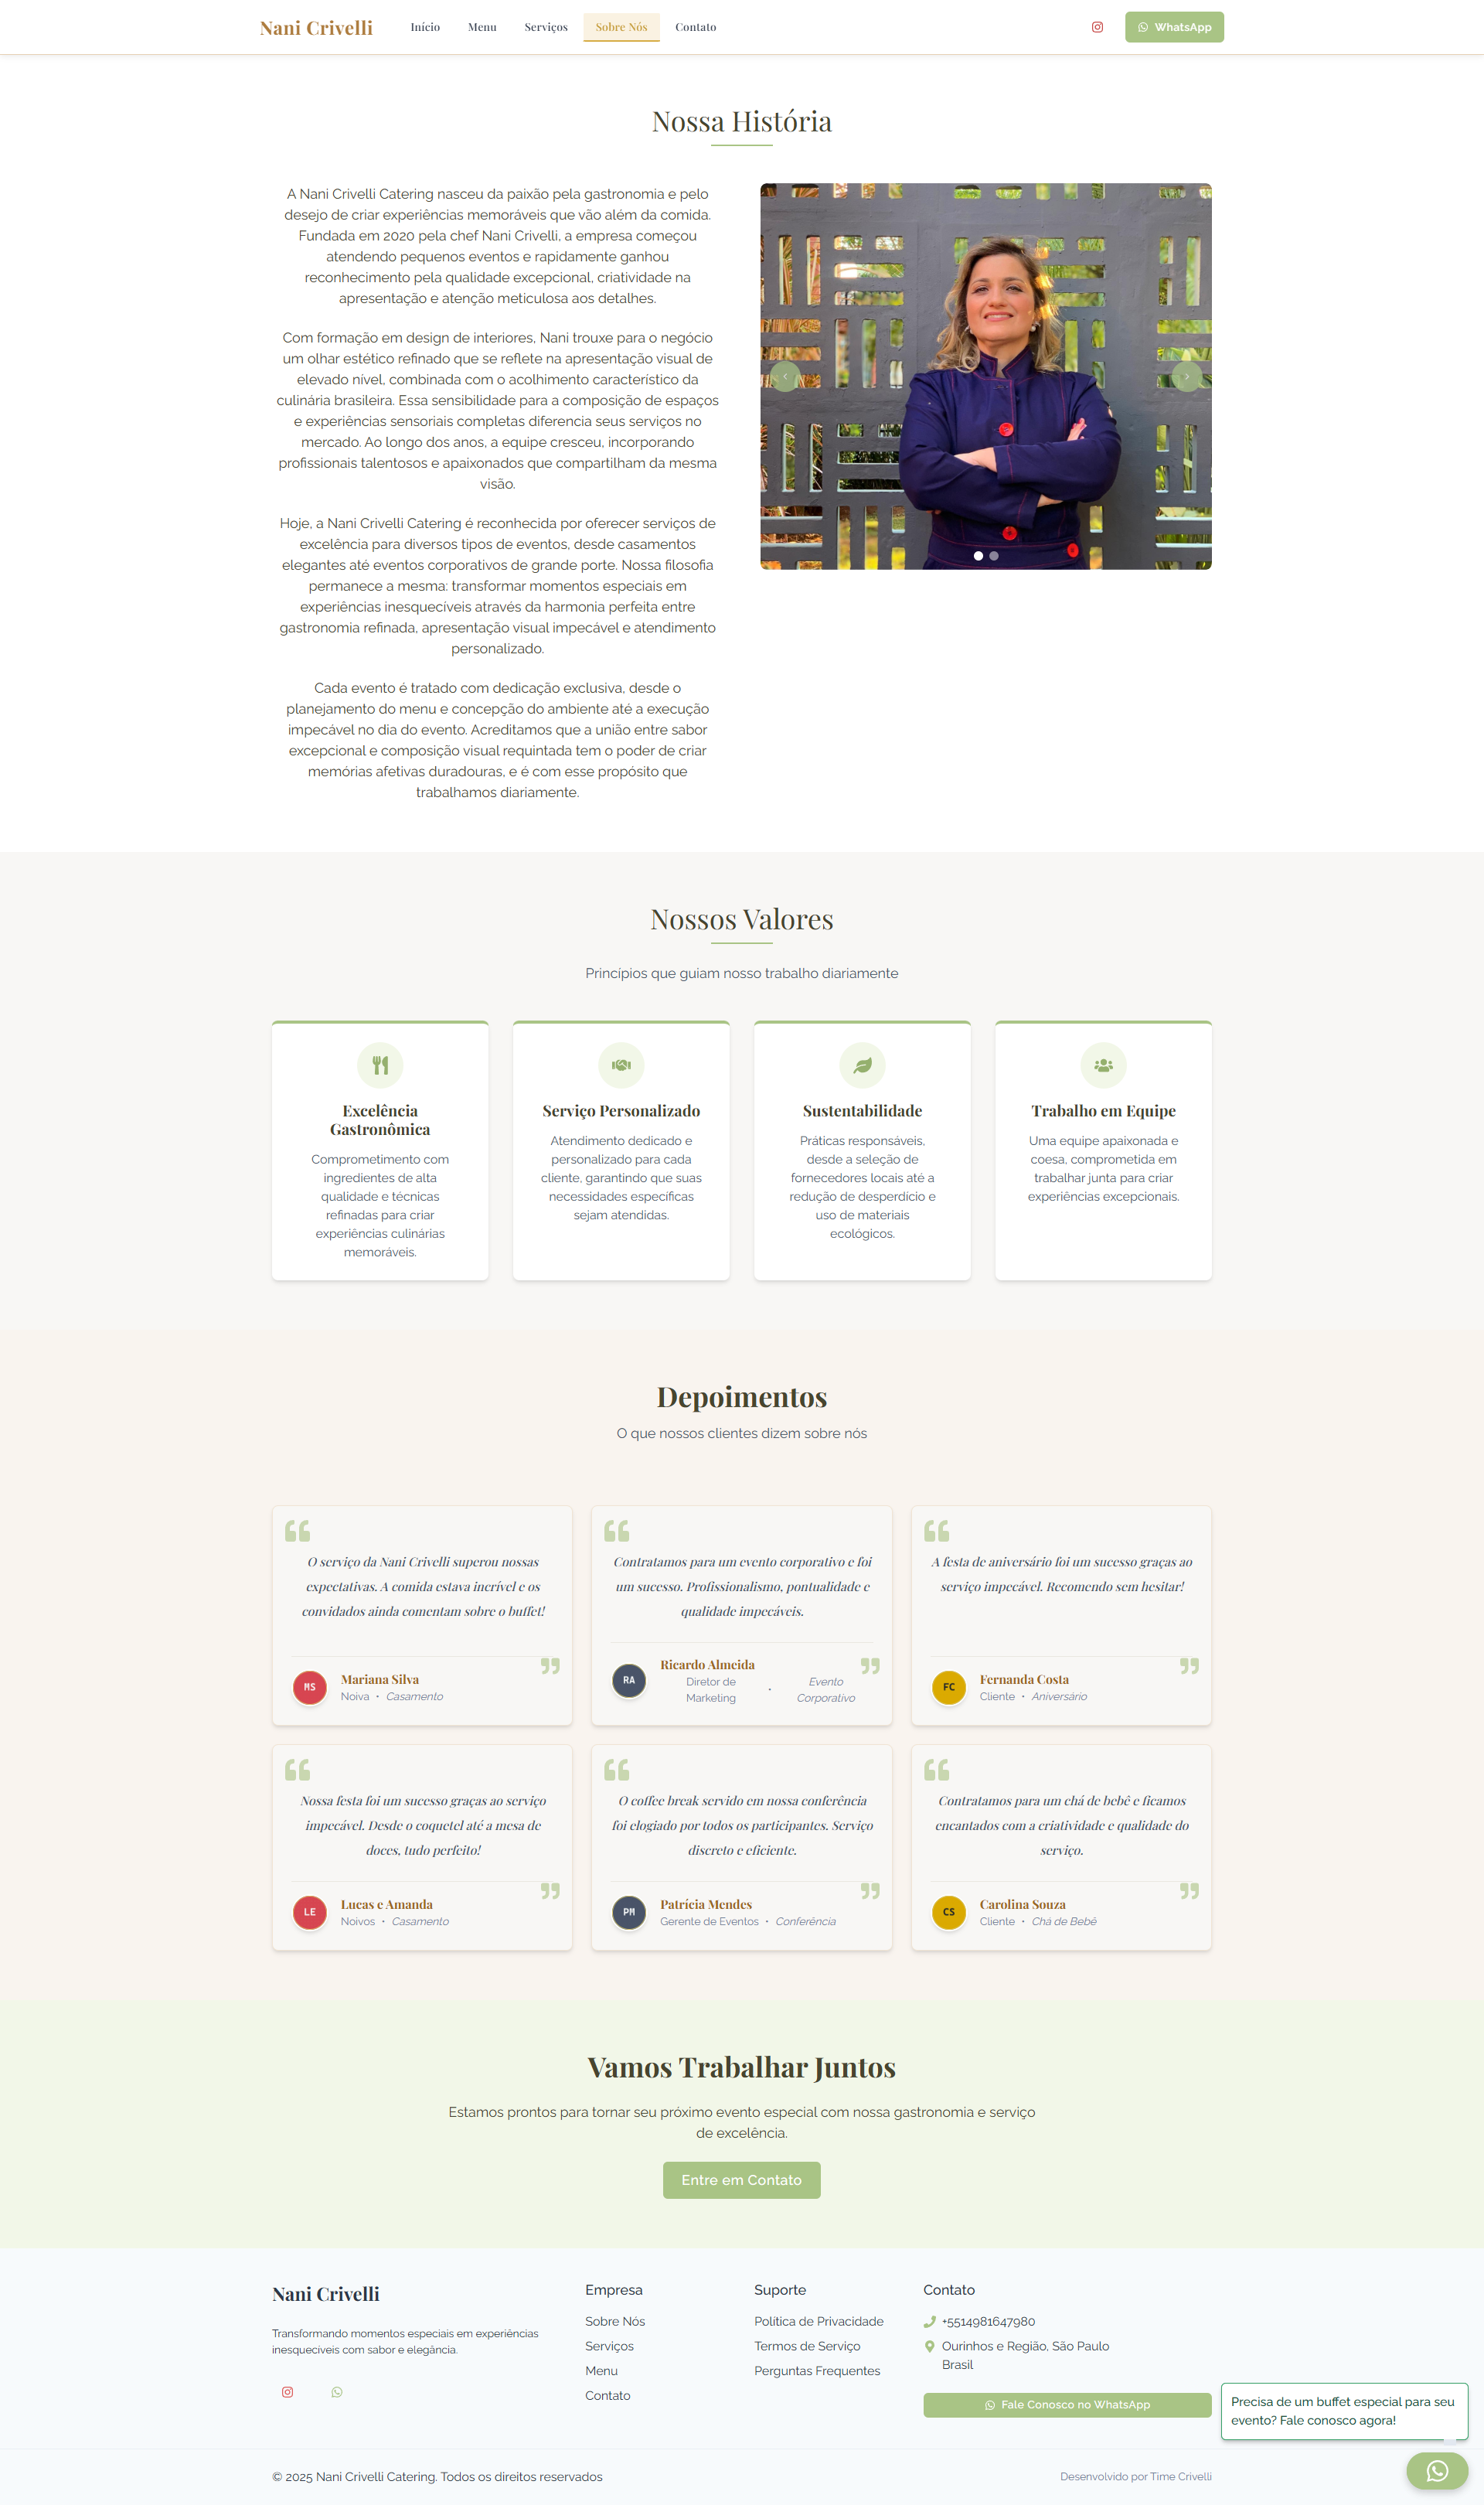 Nani Crivelli
Início
Menu
Serviços
Sobre Nós
Contato
WhatsApp
Nossa História
A Nani Crivelli Catering nasceu da paixão pela gastronomia e pelo
desejo de criar experiências memoráveis que vão além da comida.
Fundada em 2020 pela chef Nani Crivelli, a empresa começou
atendendo pequenos eventos e rapidamente ganhou
reconhecimento pela qualidade excepcional, criatividade na
apresentação e atenção meticulosa aos detalhes.
Com formação em design de interiores, Nani trouxe para o negócio
um olhar estético refinado que se reflete na apresentação visual de
elevado nível, combinada com o acolhimento característico da
culinária brasileira. Essa sensibilidade para a composição de espaços
e experiências sensoriais completas diferencia seus serviços no
mercado. Ao longo dos anos, a equipe cresceu, incorporando
profissionais talentosos e apaixonados que compartilham da mesma
visão.
Hoje, a Nani Crivelli Catering é reconhecida por oferecer serviços de
excelência para diversos tipos de eventos, desde casamentos
elegantes até eventos corporativos de grande porte. Nossa filosofia
permanece a mesma: transformar momentos especiais em
experiências inesquecíveis através da harmonia perfeita entre
gastronomia refinada, apresentação visual impecável e atendimento
personalizado.
Cada evento é tratado com dedicação exclusiva, desde o
planejamento do menu e concepção do ambiente até a execução
impecável no dia do evento. Acreditamos que a união entre sabor
excepcional e composição visual requintada tem o poder de criar
memórias afetivas duradouras, e é com esse propósito que
trabalhamos diariamente.
Nossos Valores
Princípios que guiam nosso trabalho diariamente
Excelência
Gastronômica
Comprometimento com
ingredientes de alta
qualidade e técnicas
refinadas para criar
experiências culinárias
memoráveis.
Serviço Personalizado
Atendimento dedicado e
personalizado para cada
cliente, garantindo que suas
necessidades específicas
sejam atendidas.
Sustentabilidade
Práticas responsáveis,
desde a seleção de
fornecedores locais até a
redução de desperdício e
uso de materiais
ecológicos.
Trabalho em Equipe
Uma equipe apaixonada e
coesa, comprometida em
trabalhar junta para criar
experiências excepcionais.
Depoimentos
O que nossos clientes dizem sobre nós
O serviço da Nani Crivelli superou nossas
expectativas. A comida estava incrível e os
convidados ainda comentam sobre o buffet!
MS
Mariana Silva
Noiva • Casamento
Contratamos para um evento corporativo e foi
um sucesso. Profissionalismo, pontualidade e
qualidade impecáveis.
RA
Ricardo Almeida
Diretor de
Marketing
•
Evento
Corporativo
A festa de aniversário foi um sucesso graças ao
serviço impecável. Recomendo sem hesitar!
FC
Fernanda Costa
Cliente • Aniversário
Nossa festa foi um sucesso graças ao serviço
impecável. Desde o coquetel até a mesa de
doces, tudo perfeito!
LE
Lucas e Amanda
Noivos • Casamento
O coffee break servido em nossa conferência
foi elogiado por todos os participantes. Serviço
discreto e eficiente.
PM
Patrícia Mendes
Gerente de Eventos • Conferência
Contratamos para um chá de bebê e ficamos
encantados com a criatividade e qualidade do
serviço.
CS
Carolina Souza
Cliente • Chá de Bebê
Vamos Trabalhar Juntos
Estamos prontos para tornar seu próximo evento especial com nossa gastronomia e serviço
de excelência.
Entre em Contato
Nani Crivelli
Transformando momentos especiais em experiências
inesquecíveis com sabor e elegância.
Empresa
Sobre Nós
Serviços
Menu
Contato
Suporte
Política de Privacidade
Termos de Serviço
Perguntas Frequentes
Contato
+5514981647980
Ourinhos e Região, São Paulo
Brasil
Fale Conosco no WhatsApp
Precisa de um buffet especial para seu
evento? Fale conosco agora!
© 2025 Nani Crivelli Catering. Todos os direitos reservados
Desenvolvido por Time Crivelli